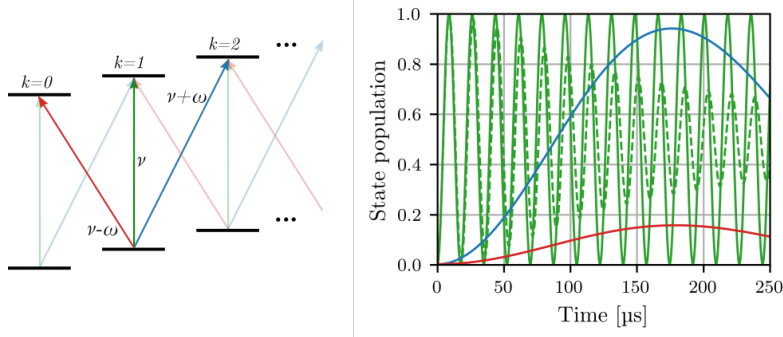 k=0
k=1
k=2
...
ν+ω
ν
ν-ω
...
State population
1.0
0.8
0.6
0.4
0.2
0.0
0
50
100
150
200
250
Time [µs]